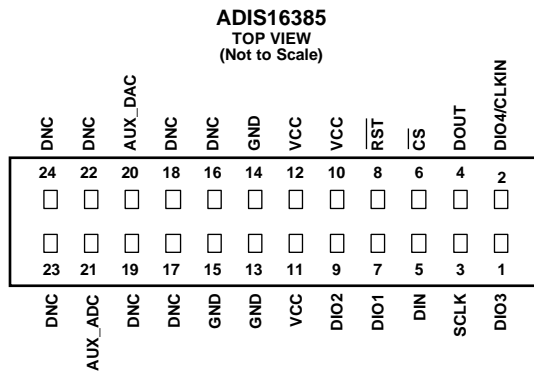 ADIS16385
TOP VIEW
(Not to Scale)
DNC DNC AUX_DAC DNC DNC GND VCC VCC RST CS DOUT DIO4/CLKIN
24 22 20 18 16 14 12 10 8 6 4 2
23 21 19 17 15 13 11 9 7 5 3 1
DNC AUX_ADC DNC DNC GND GND VCC DIO2 DIO1 DIN SCLK DIO3